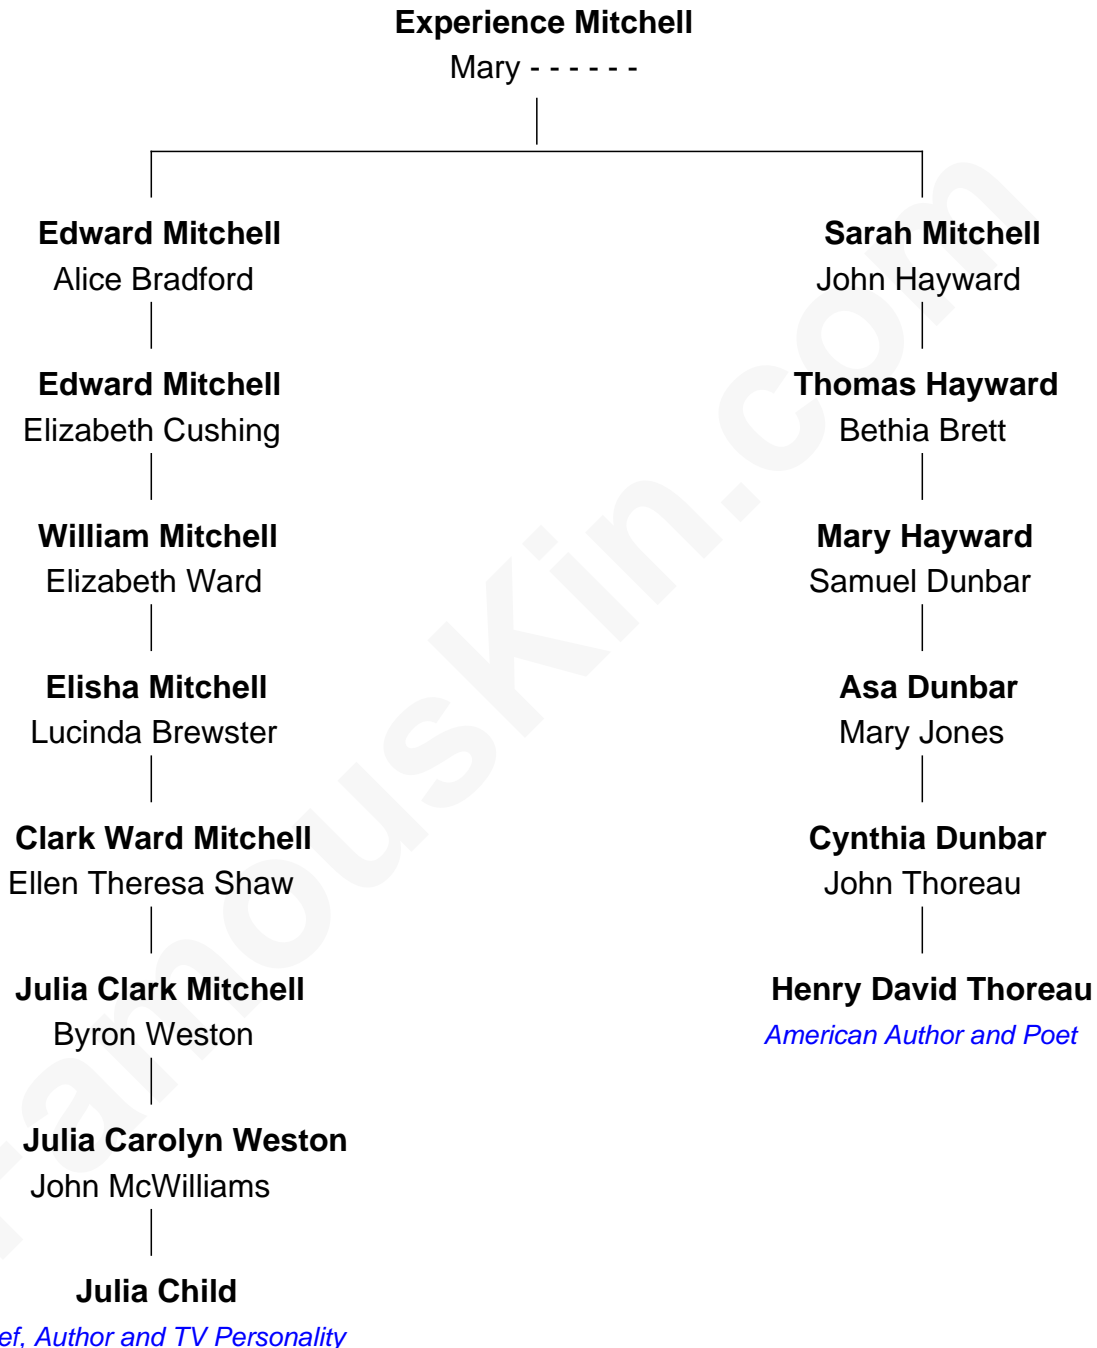 Experience Mitchell
Mary - - - - - -
Edward Mitchell
Alice Bradford
Sarah Mitchell
John Hayward
Edward Mitchell
Elizabeth Cushing
Thomas Hayward
Bethia Brett
William Mitchell
Elizabeth Ward
Mary Hayward
Samuel Dunbar
Elisha Mitchell
Lucinda Brewster
Asa Dunbar
Mary Jones
Clark Ward Mitchell
Ellen Theresa Shaw
Cynthia Dunbar
John Thoreau
Julia Clark Mitchell
Byron Weston
Henry David Thoreau
American Author and Poet
Julia Carolyn Weston
John McWilliams
Julia Child
ef, Author and TV Personality
FamousKin.com